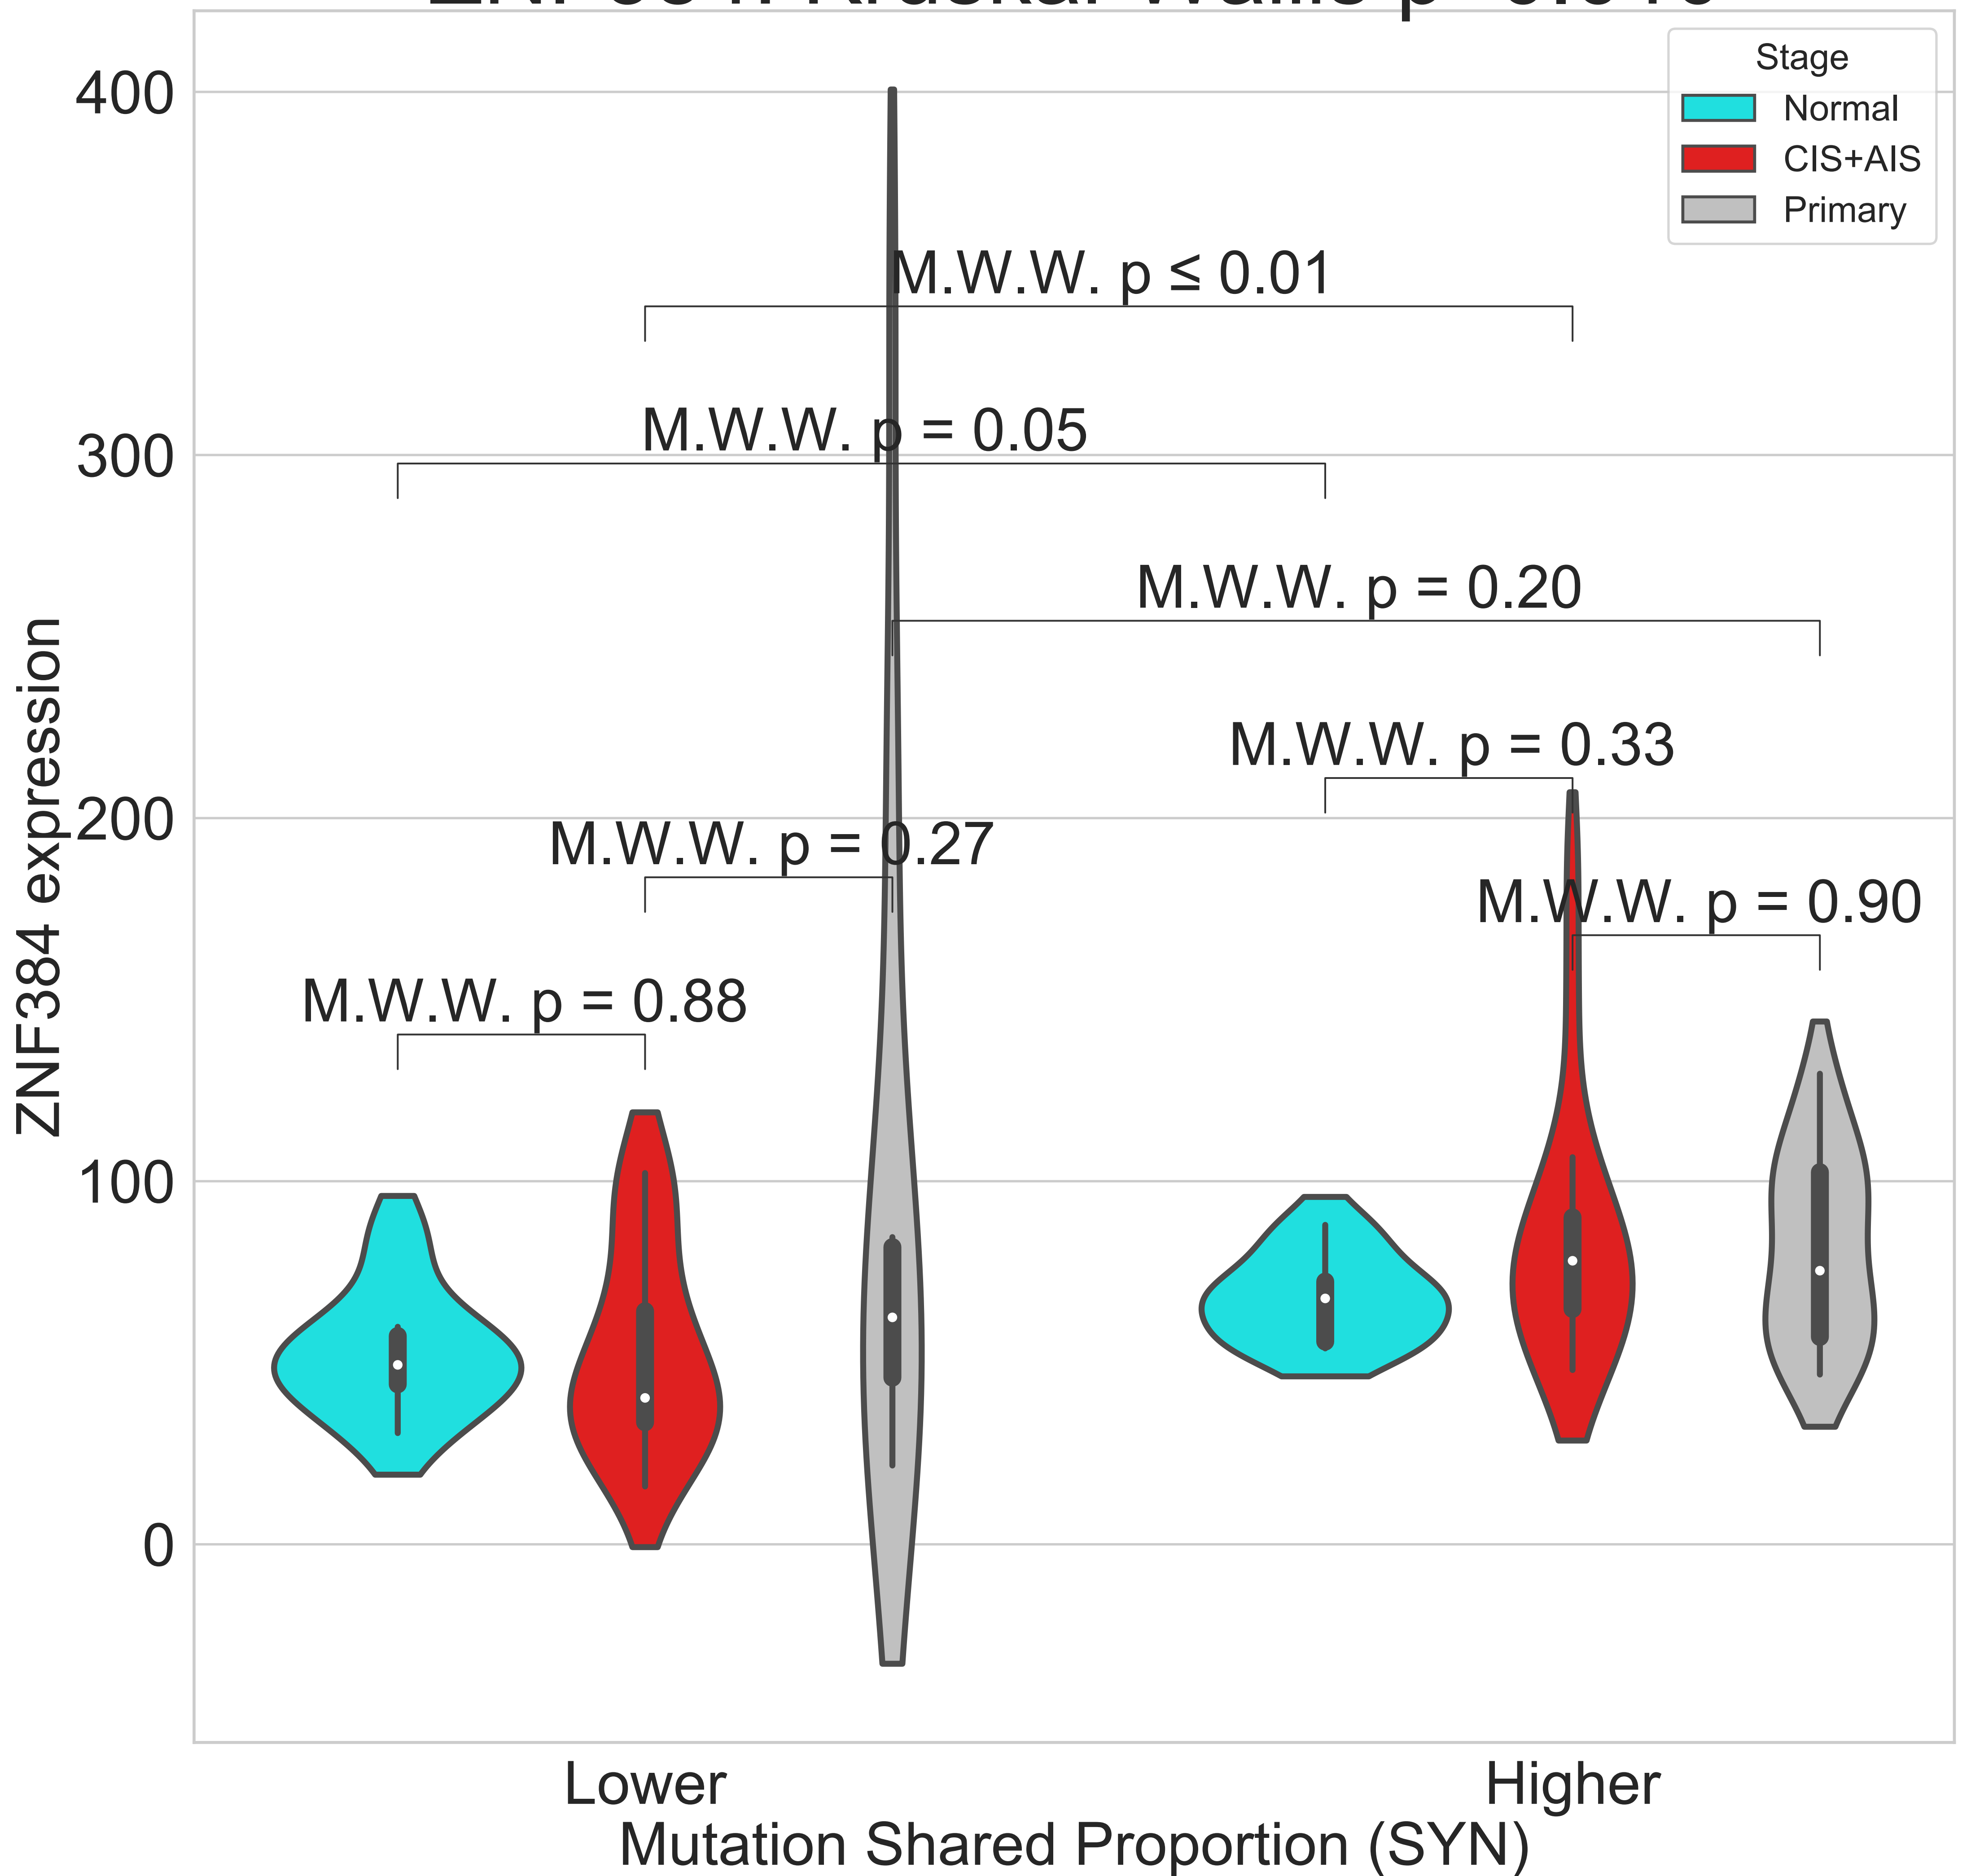 400
300
200
100
0
ZNF384 expression
Stage
Normal
CIS+AIS
Primary
M.W.W. p ≤ 0.01
M.W.W. p = 0.05
M.W.W. p = 0.20
M.W.W. p = 0.33
M.W.W. p = 0.27
M.W.W. p = 0.90
M.W.W. p = 0.88
Lower
Higher
Mutation Shared Proportion (SYN)